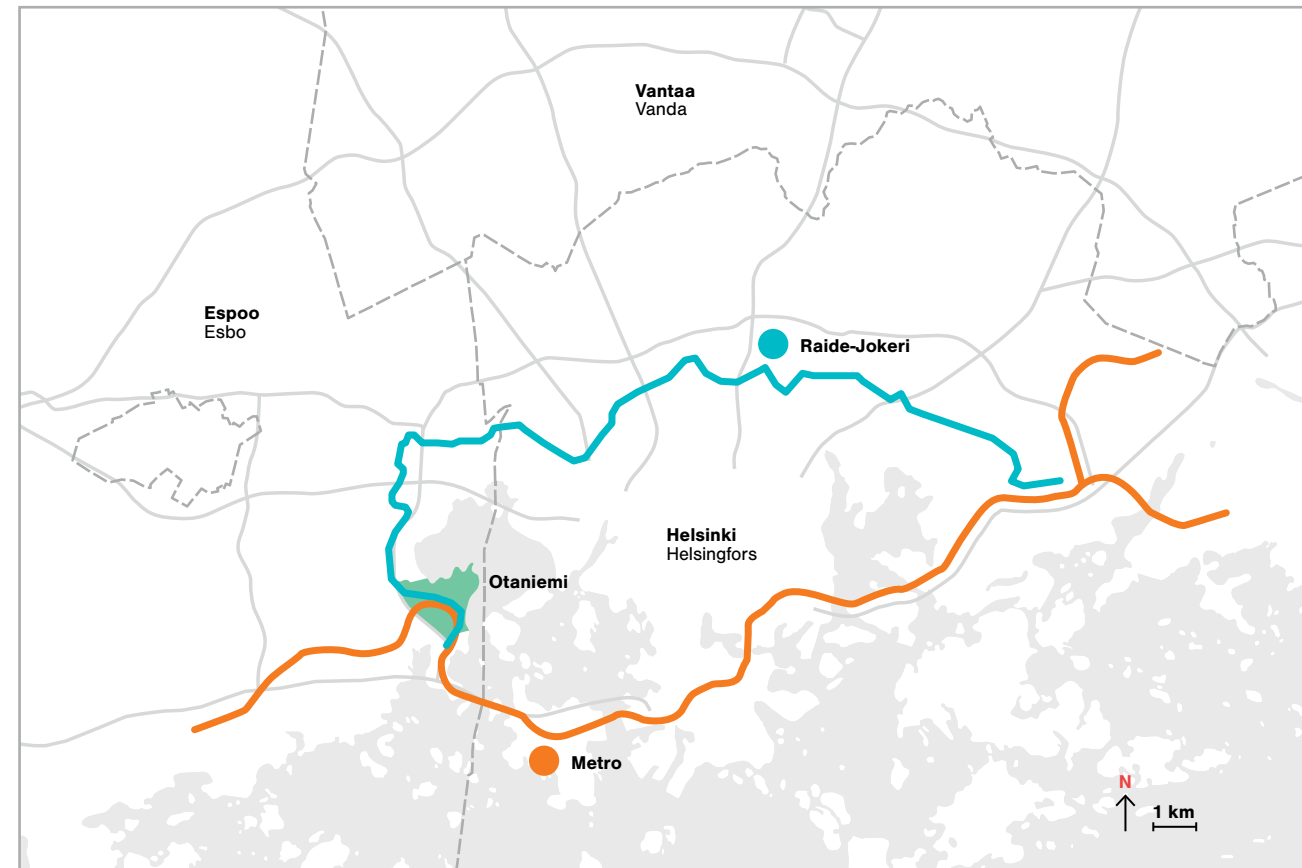 Vantaa
Vanda
Espoo
Esbo
Raide-Jokeri
Helsinki
Helsingfors
Otaniemi
Metro
N
1 km